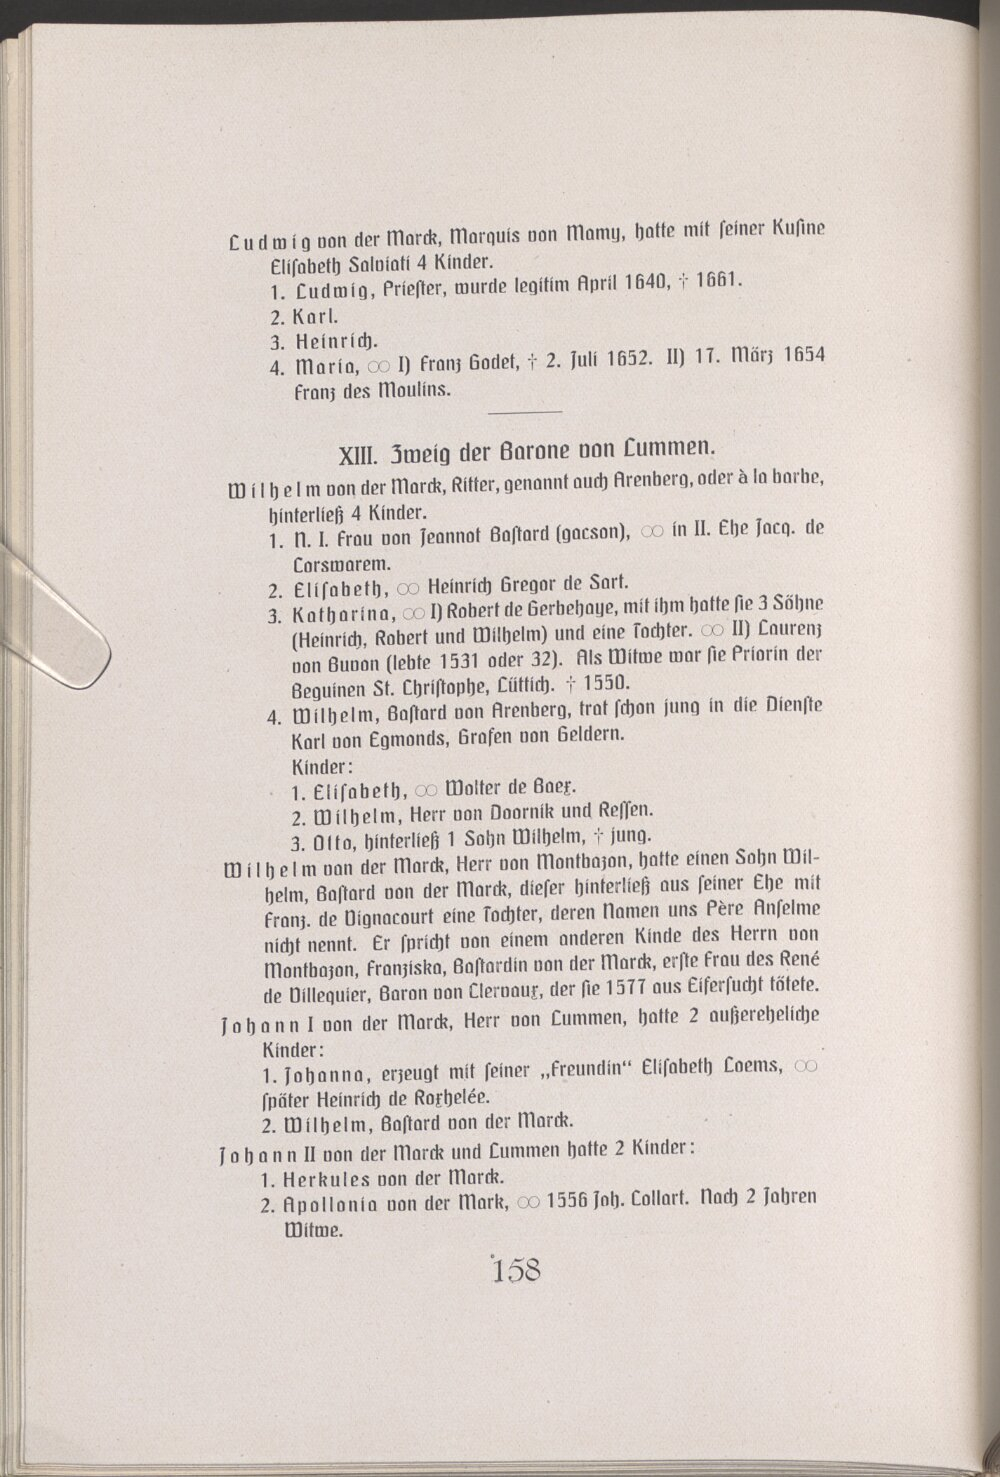 Ludwig von der Marck, Marquis von Mamy, hatte mit seiner Kusine
Elisabeth Salviati 4 Kinder.
1. Ludwig, Priester, wurde legitim April 1640, † 1661.
2. Karl.
3. Heinrich.
4. Maria, ∞ I) Franz Godet, † 2. Juli 1652. II) 17. März 1654
Franz des Moulins.
XIII. Zweig der Barone von Lummen.
Wilhelm von der Marck, Ritter, genannt auch Arenberg, oder à la barbe,
hinterließ 4 Kinder.
1. N. I. Frau von Jeannot Bastard (gacson), ∞ in II. Ehe Jacq. de
Corswarem.
2. Elisabeth, ∞ Heinrich Gregor de Sart.
3. Katharina, ∞ I) Robert de Gerbehaye, mit ihm hatte sie 3 Söhne
(Heinrich, Robert und Wilhelm) und eine Tochter. ∞ II) Laurenz
von Buvon (lebte 1531 oder 32). Als Witwe war sie Priorin der
Beguinen St. Christophe, Lüttich. † 1550.
4. Wilhelm, Bastard von Arenberg, trat schon jung in die Dienste
Karl von Egmonds, Grafen von Geldern.
Kinder:
1. Elisabeth, ∞ Wolter de Baex.
2. Wilhelm, Herr von Doornik und Ressen.
3. Otto, hinterließ 1 Sohn Wilhelm, † jung.
Wilhelm von der Marck, Herr von Montbazon, hatte einen Sohn Wil-
helm, Bastard von der Marck, dieser hinterließ aus seiner Ehe mit
Franz. de Vignacourt eine Tochter, deren Namen uns Père Anselme
nicht nennt. Er spricht von einem anderen Kinde des Herrn von
Montbazon, Franziska, Bastardin von der Marck, erste Frau des René
de Villequier, Baron von Clervaux, der sie 1577 aus Eifersucht tötete.
Johann I von der Marck, Herr von Lummen, hatte 2 außereheliche
Kinder:
1. Johanna, erzeugt mit seiner „Freundin“ Elisabeth Loems, ∞
später Heinrich de Roxhelée.
2. Wilhelm, Bastard von der Marck.
Johann II von der Marck und Lummen hatte 2 Kinder:
1. Herkules von der Marck.
2. Apollonia von der Mark, ∞ 1556 Joh. Collart. Nach 2 Jahren
Witwe.
158